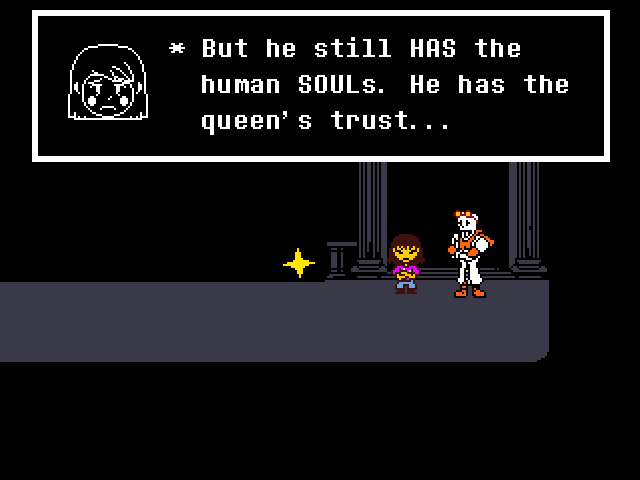 * But he still HAS the
human SOULs. He has the
queen's trust...